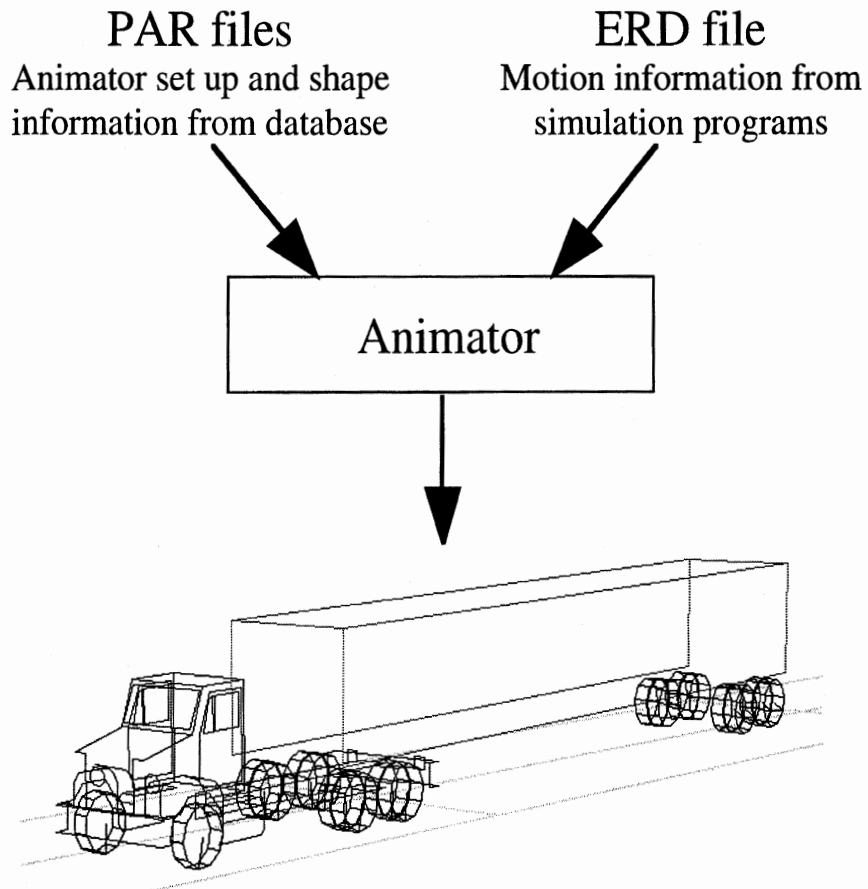 PAR files
Animator set up and shape
information from database
ERD file
Motion information from
simulation programs
Animator